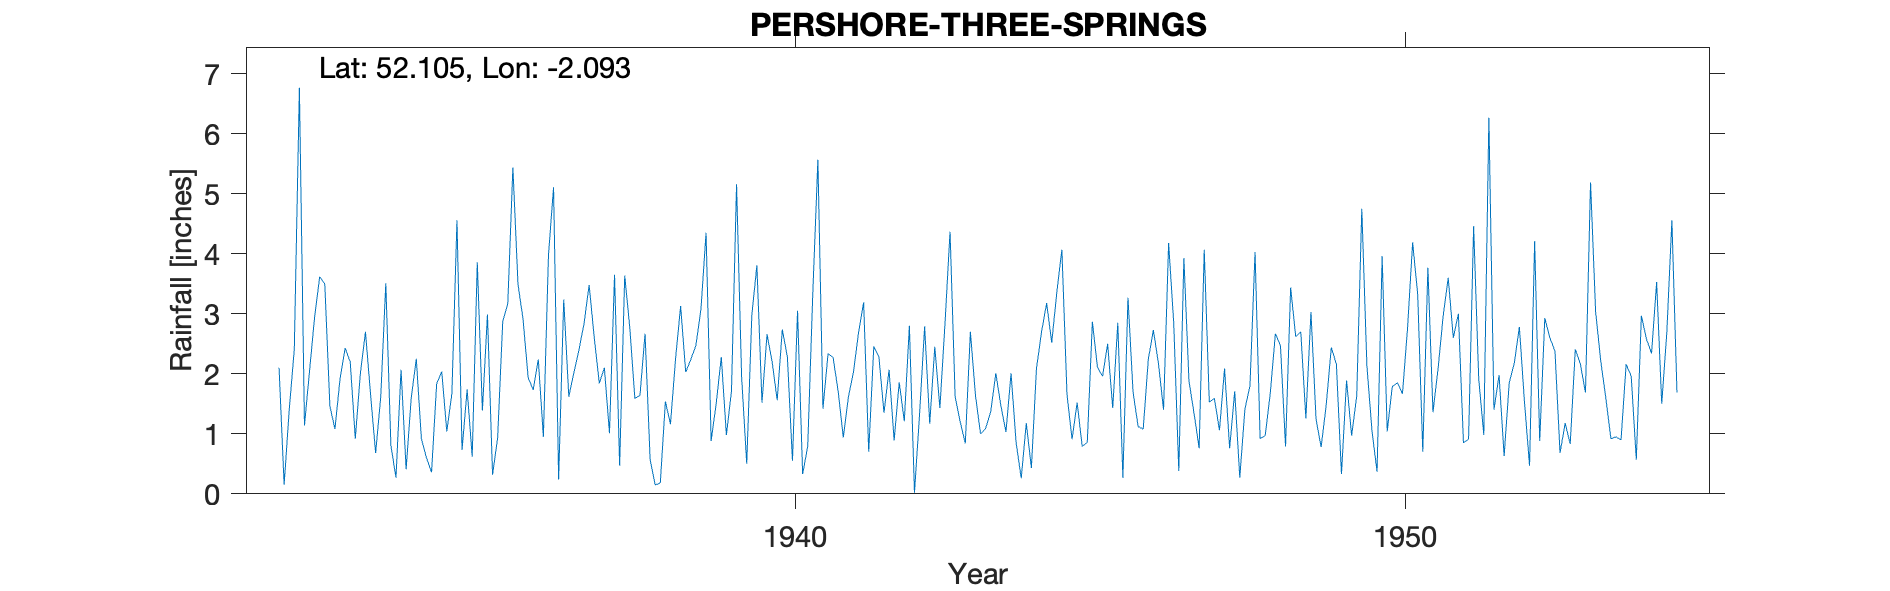 PERSHORE-THREE-SPRINGS
Lat: 52.105, Lon: -2.093
7
6
5
4
3
2
1
0
Rainfall [inches]
1940
1950
Year